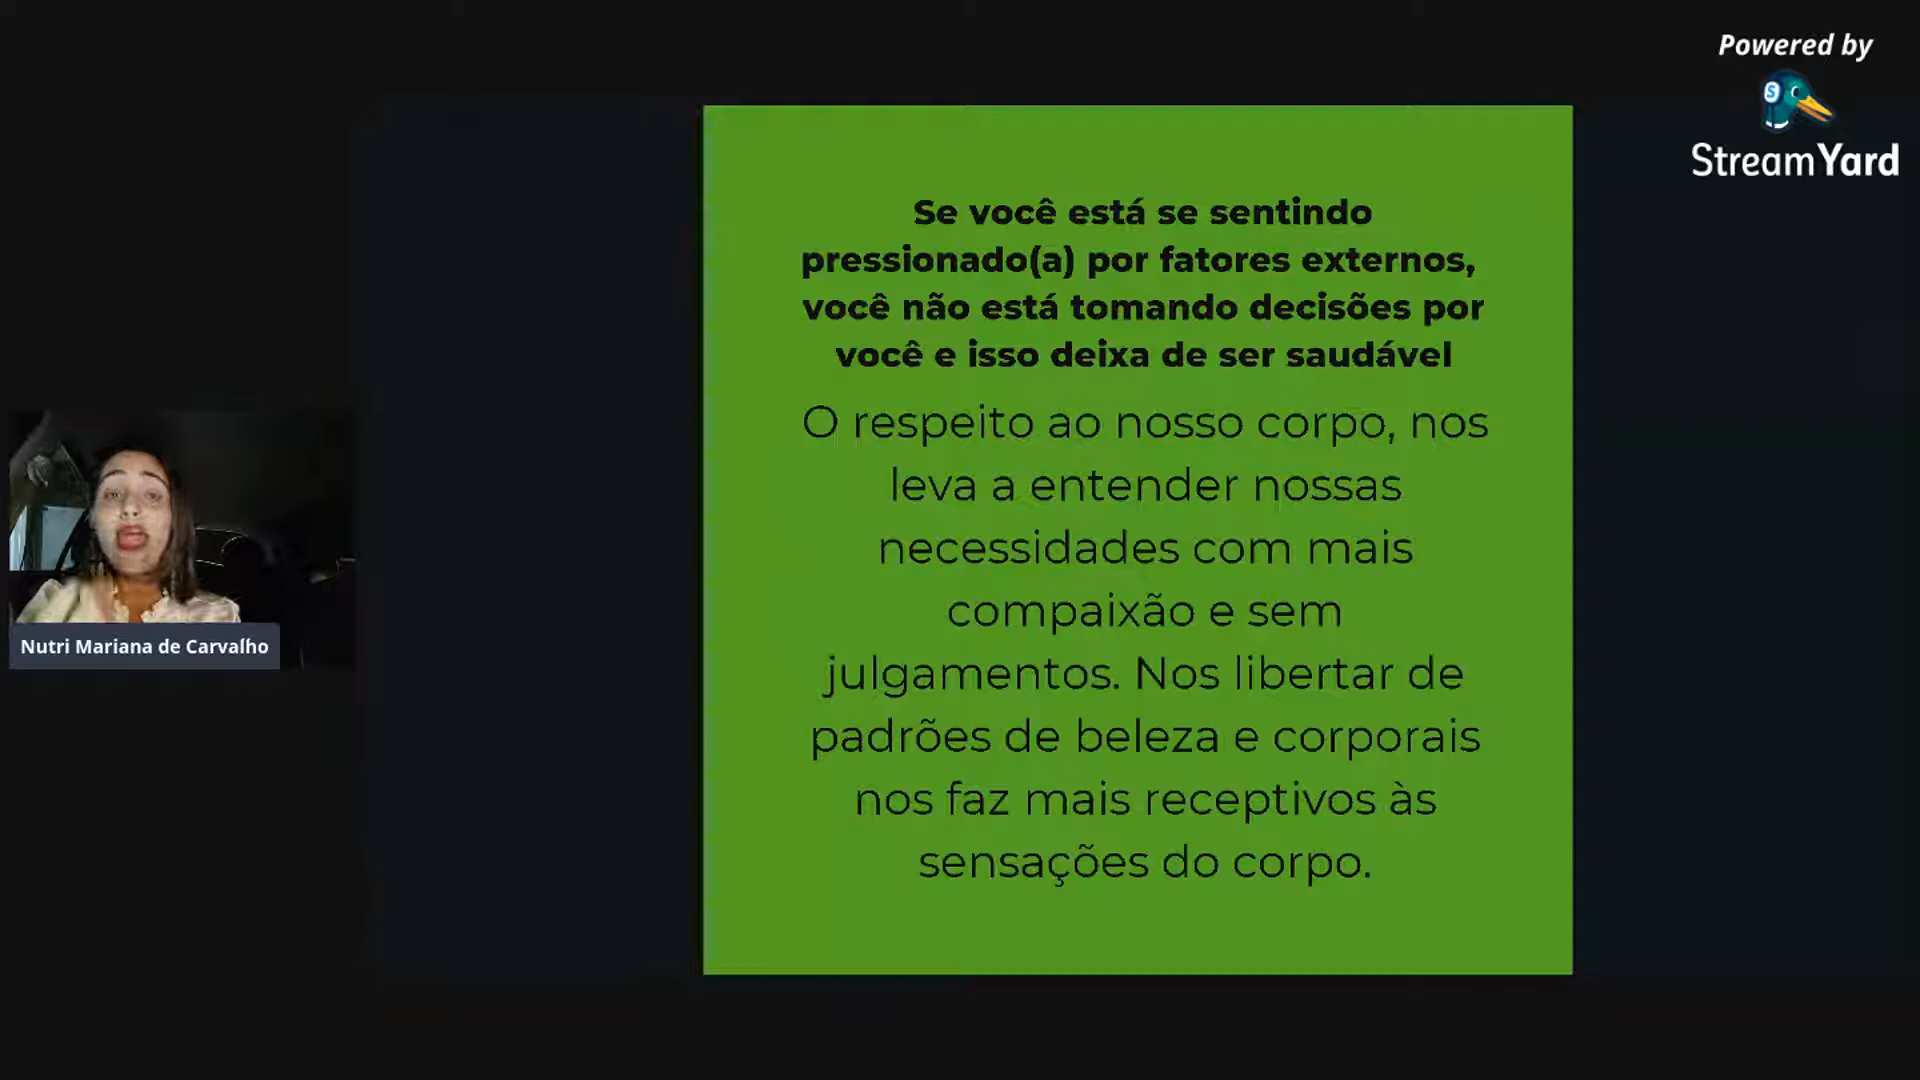 Powered by
StreamYard
Se você está se sentindo
pressionado(a) por fatores externos,
você não está tomando decisões por
você e isso deixa de ser saudável
O respeito ao nosso corpo, nos
leva a entender nossas
necessidades com mais
compaixão e sem
julgamentos. Nos libertar de
padrões de beleza e corporais
nos faz mais receptivos às
sensações do corpo.
Nutri Mariana de Carvalho